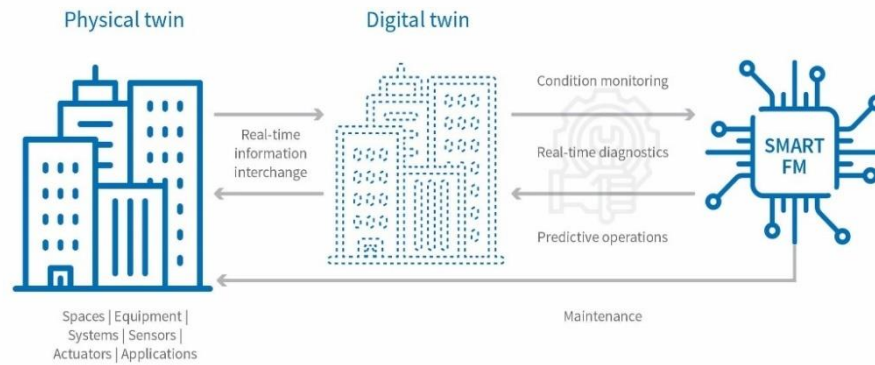 Physical twin
Digital twin
Real-time
information
interchange
Condition monitoring
Real-time diagnostics
Predictive operations
SMART
FM
Maintenance
Spaces | Equipment |
Systems | Sensors |
Actuators | Applications